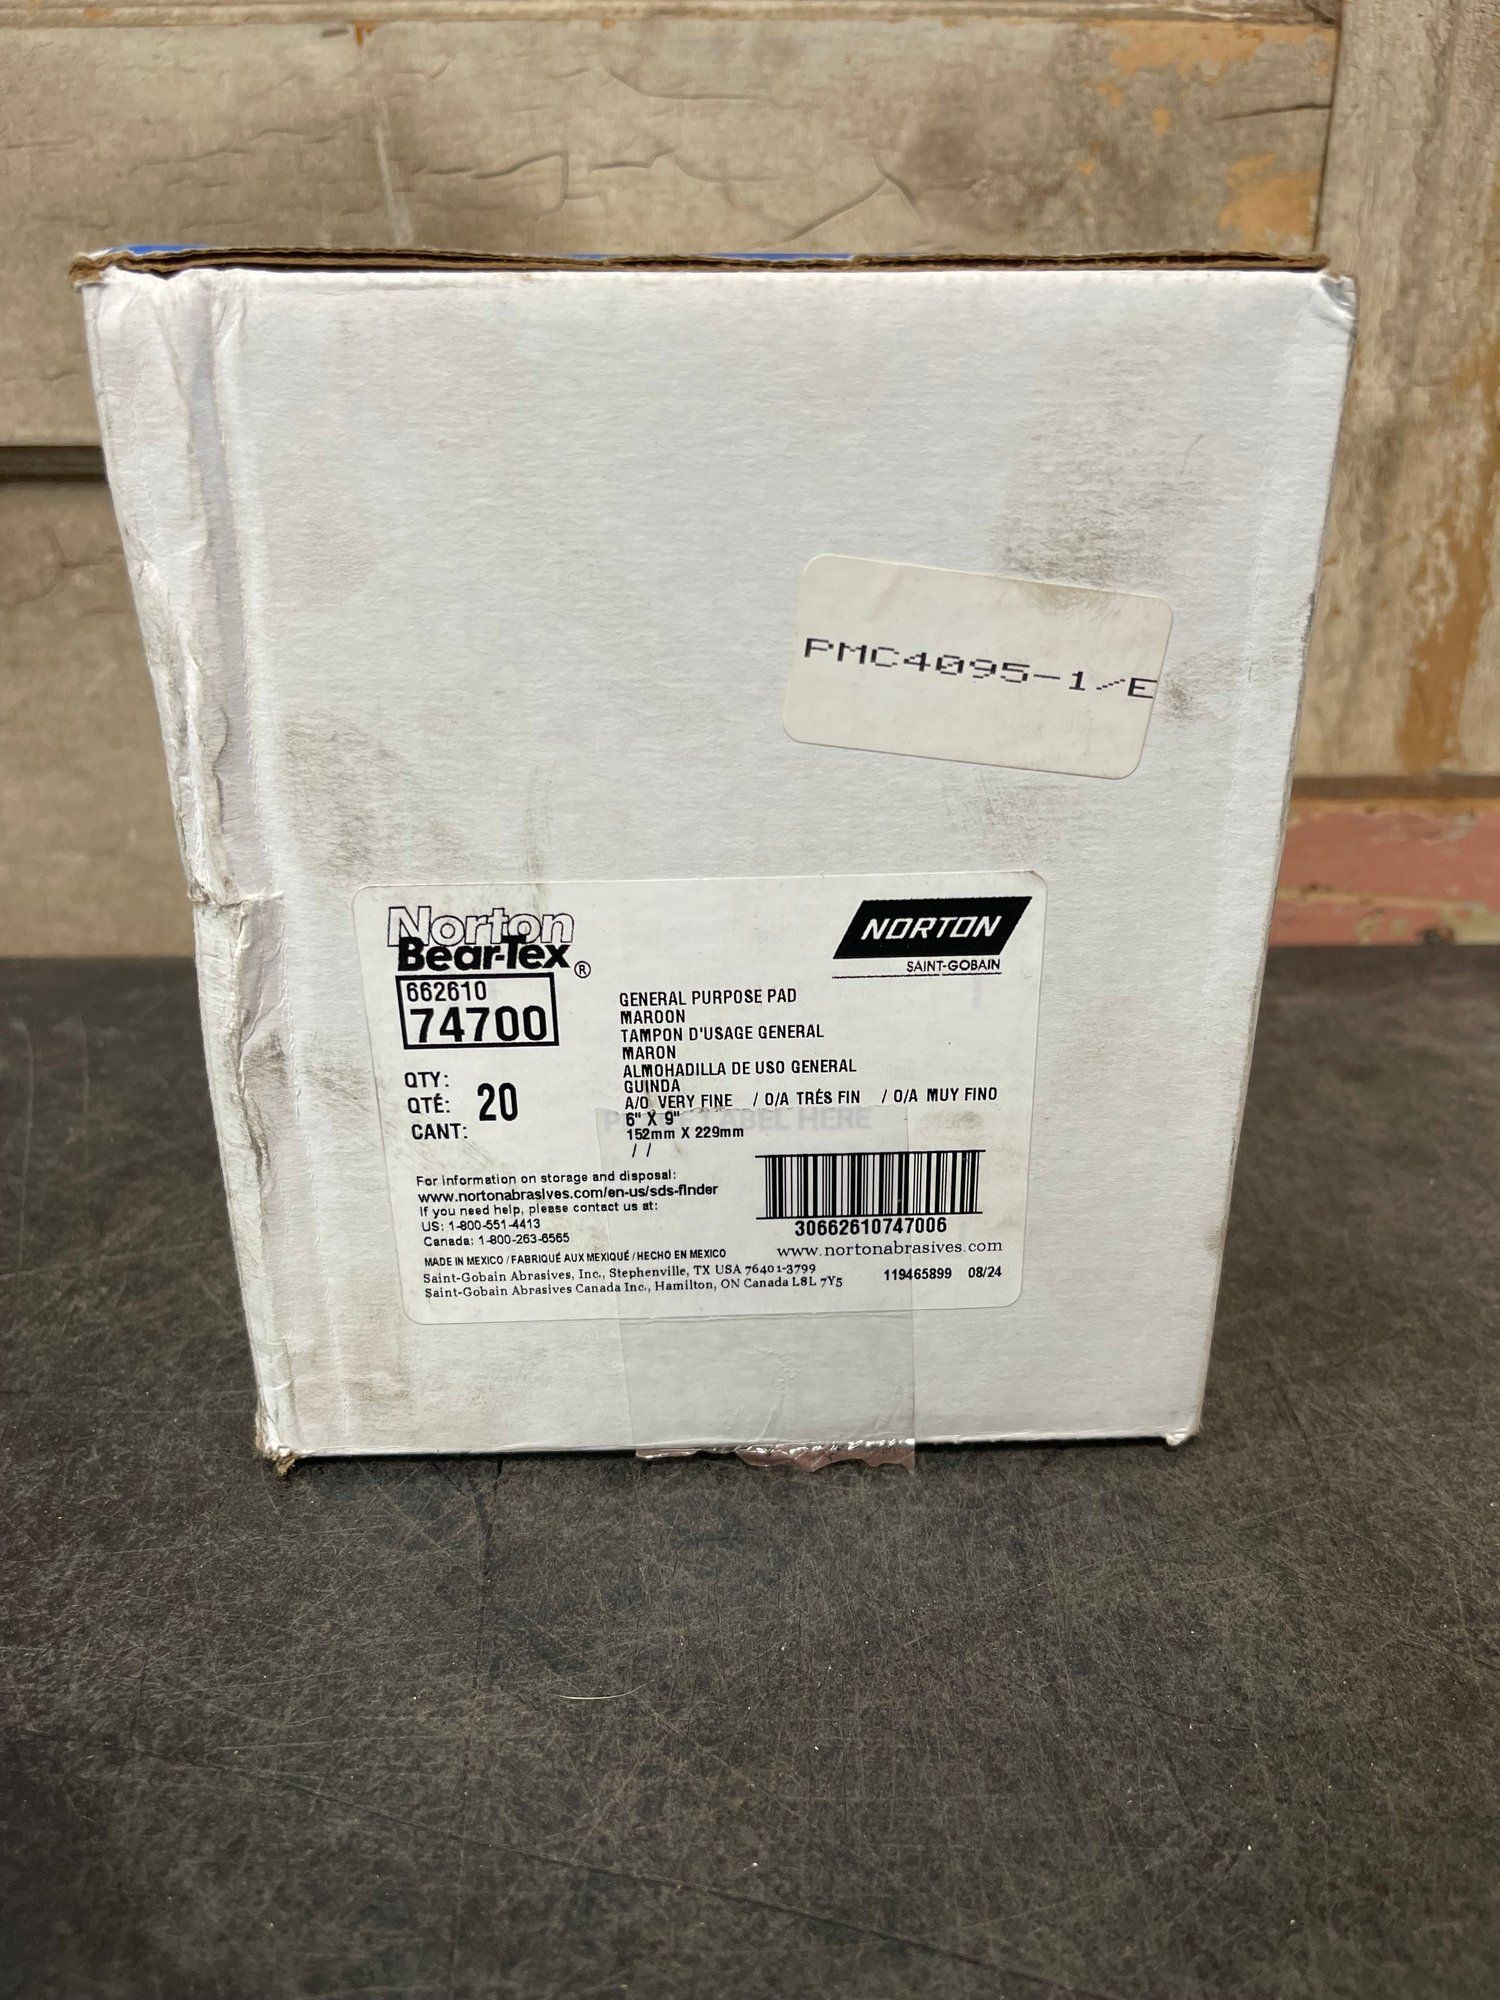 PMC4095-1/E
Norton
Bear-Tex®
NORTON
SAINT-GOBAIN
662610
74700
GENERAL PURPOSE PAD
MAROON
TAMPON D'USAGE GENERAL
MARON
ALMOHADILLA DE USO GENERAL
GUINDA
A/O VERY FINE / O/A TRÉS FIN / O/A MUY FINO
6" X 9"
152mm X 229mm
/ /
QTY:
QTÉ: 20
CANT:
For information on storage and disposal:
www.nortonabrasives.com/en-us/sds-finder
If you need help, please contact us at:
US: 1-800-551-4413
Canada: 1-800-263-6565
30662610747006
www.nortonabrasives.com
MADE IN MEXICO / FABRIQUÉ AUX MEXIQUÉ / HECHO EN MEXICO
Saint-Gobain Abrasives, Inc., Stephenville, TX USA 76401-3799
Saint-Gobain Abrasives Canada Inc., Hamilton, ON Canada L8L 7Y5
119465899 08/24